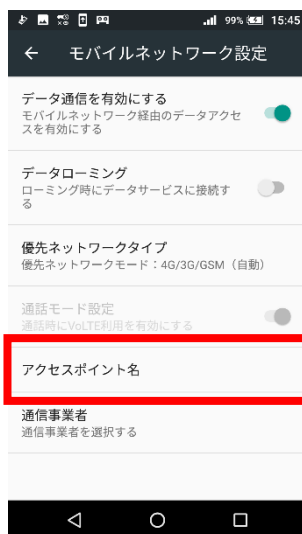 99% 15:45
モバイルネットワーク設定
データ通信を有効にする
モバイルネットワーク経由のデータアクセ
スを有効にする
データローミング
ローミング時にデータサービスに接続す
る
優先ネットワークタイプ
優先ネットワークモード：4G/3G/GSM（自動）
通話モード設定
通話時にVoLTE利用を有効にする
アクセスポイント名
通信事業者
通信事業者を選択する